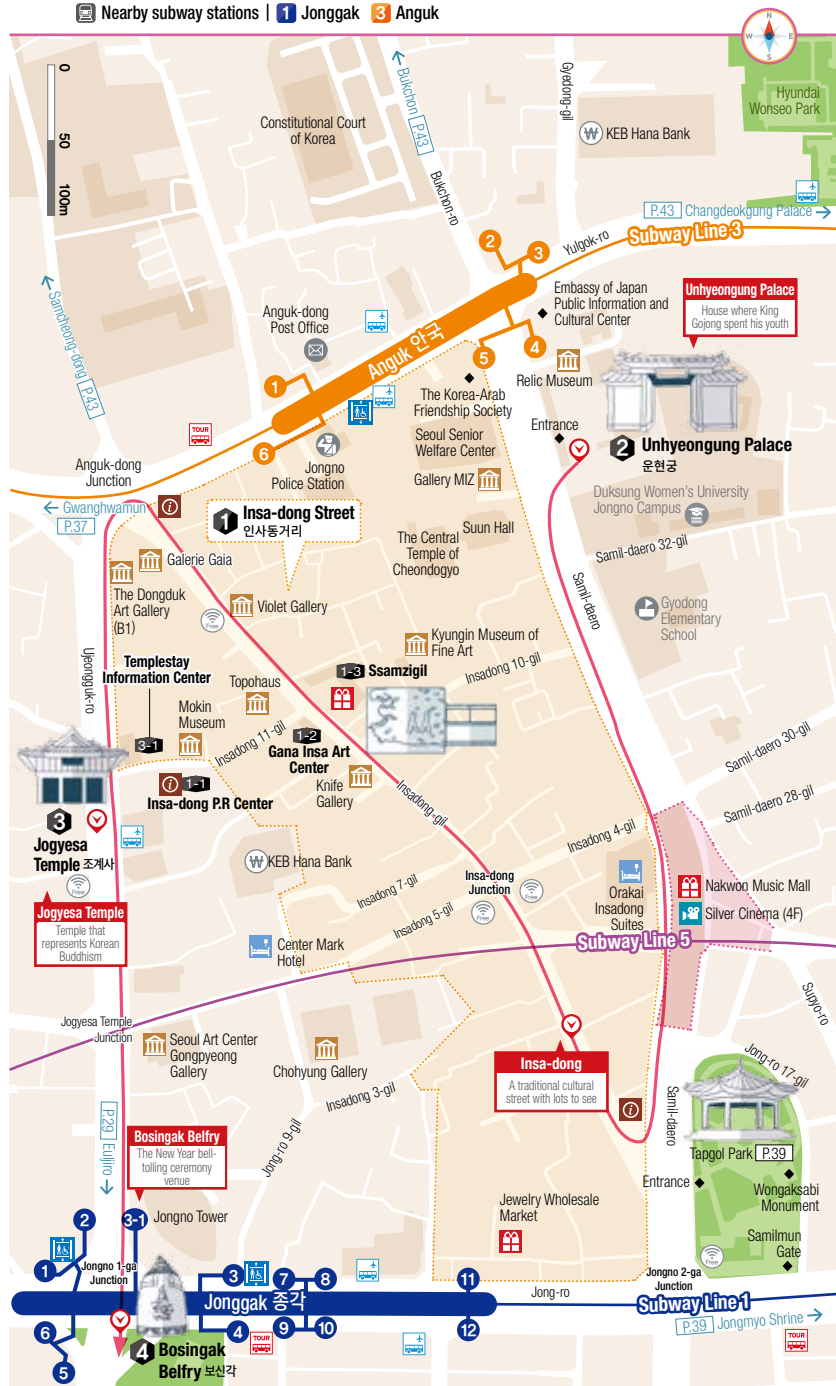 Nearby subway stations | 1 Jonggak 3 Anguk
N
W E
S
0
50
100m
Constitutional Court
of Korea
Bukchon P.43
Bukchon-ro
Gyedong-gil
KEB Hana Bank
Hyundai
Wonseo Park
P.43 Changdeokgung Palace
Subway Line 3
Yulgok-ro
2
3
Samcheong-dong P.43
Anguk-dong
Post Office
Anguk 안국
Embassy of Japan
Public Information and
Cultural Center
4
5
1
6
Unhyeongung Palace
House where King
Gojong spent his youth
Relic Museum
The Korea-Arab
Friendship Society
Entrance
2 Unhyeongung Palace
운현궁
TOUR
Jongno
Police Station
Seoul Senior
Welfare Center
Gallery MIZ
Anguk-dong
Junction
Gwanghwamun
P.37
1 Insa-dong Street
인사동거리
Duksung Women's University
Jongno Campus
Suun Hall
The Central
Temple of
Cheondogyo
Samil-daero 32-gil
Samil-daero
Galerie Gaia
The Dongduk
Art Gallery
(B1)
Free
Violet Gallery
Gyodong
Elementary
School
Kyungin Museum of
Fine Art
Insadong 10-gil
Ujeongguk-ro
Templestay
Information Center
3-1
Topohaus
1-3 Ssamzigil
Mokin
Museum
Insadong 11-gil
1-2
Gana Insa Art
Center
1-1
Insa-dong P.R Center
Knife
Gallery
Insadong-gil
Samil-daero 30-gil
Samil-daero 28-gil
3
Jogyesa
Temple 조계사
Free
Jogyesa Temple
Temple that
represents Korean
Buddhism
KEB Hana Bank
Insadong 4-gil
Insadong 7-gil
Insadong 5-gil
Insa-dong
Junction
Free
Free
Orakai
Insadong
Suites
Nakwon Music Mall
Silver Cinema (4F)
Center Mark
Hotel
Subway Line 5
Supyo-ro
Jogyesa Temple
Junction
Seoul Art Center
Gongpyeong
Gallery
Chohyung Gallery
Insadong 3-gil
Jong-ro 9-gil
Insa-dong
A traditional cultural
street with lots to see
Samil-daero
Jong-ro 17-gil
Tapgol Park P.39
Entrance
Wongaksabi
Monument
Samilmun
Gate
Free
P.29 Euljiro
Bosingak Belfry
The New Year bell-
tolling ceremony
venue
Jewelry Wholesale
Market
2
3-1
Jongno Tower
1
Jongno 1-ga
Junction
3
7
8
11
Jonggak 종각
Jong-ro
Jongno 2-ga
Junction
Subway Line 1
P.39 Jongmyo Shrine
6
5
4
9
10
12
4 Bosingak
Belfry 보신각
TOUR
TOUR